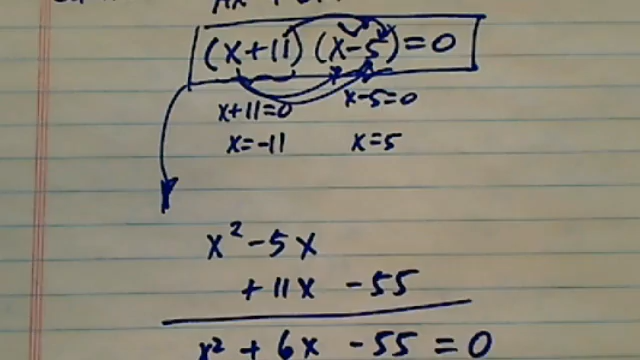 (x+11)(x-5)=0
x+11=0 x-5=0
x=-11 x=5
x²-5x
+11x -55
x²+6x-55=0